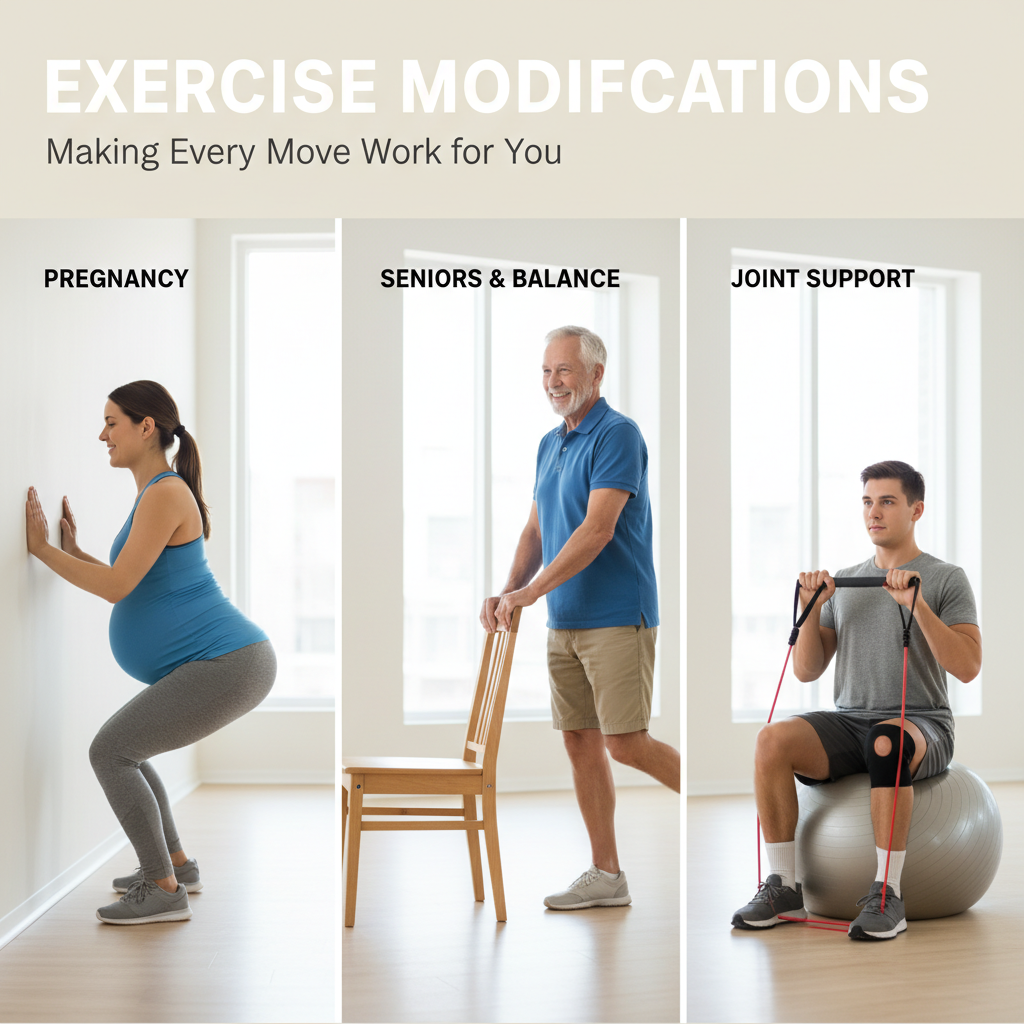 EXERCISE MODIFCATIONS
Making Every Move Work for You
PREGNANCY
SENIORS & BALANCE
JOINT SUPPORT